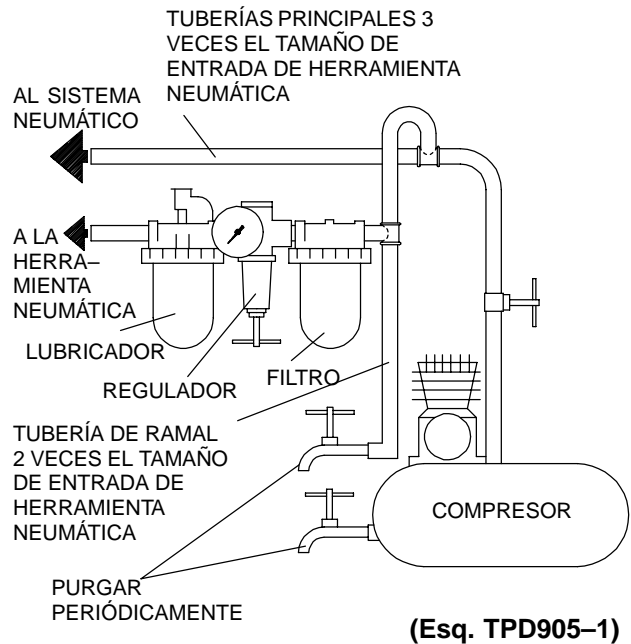 TUBERÍAS PRINCIPALES 3
VECES EL TAMAÑO DE
ENTRADA DE HERRAMIENTA
NEUMÁTICA
AL SISTEMA
NEUMÁTICO
A LA
HERRA–
MIENTA
NEUMÁTICA
LUBRICADOR
REGULADOR
FILTRO
TUBERÍA DE RAMAL
2 VECES EL TAMAÑO
DE ENTRADA DE
HERRAMIENTA
NEUMÁTICA
COMPRESOR
PURGAR
PERIÓDICAMENTE
(Esq. TPD905–1)